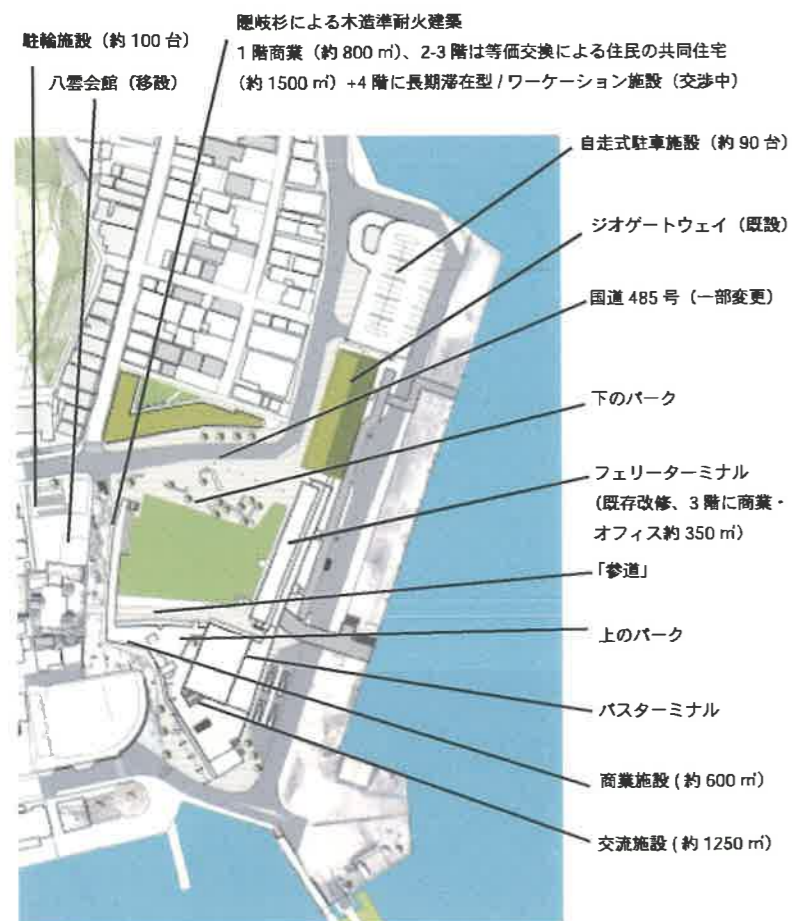 駐輪施設（約 100 台）
八雲会館（移設）
隠岐杉による木造準耐火建築
1 階商業（約 800 ㎡）、2-3 階は等価交換による住民の共同住宅
（約 1500 ㎡）+4 階に長期滞在型 / ワーケーション施設（交渉中）
自走式駐車施設（約 90 台）
ジオゲートウェイ（既設）
国道 485 号（一部変更）
下のパーク
フェリーターミナル
（既存改修、3 階に商業・
オフィス約 350 ㎡）
「参道」
上のパーク
バスターミナル
商業施設 ( 約 600 ㎡）
交流施設 ( 約 1250 ㎡）